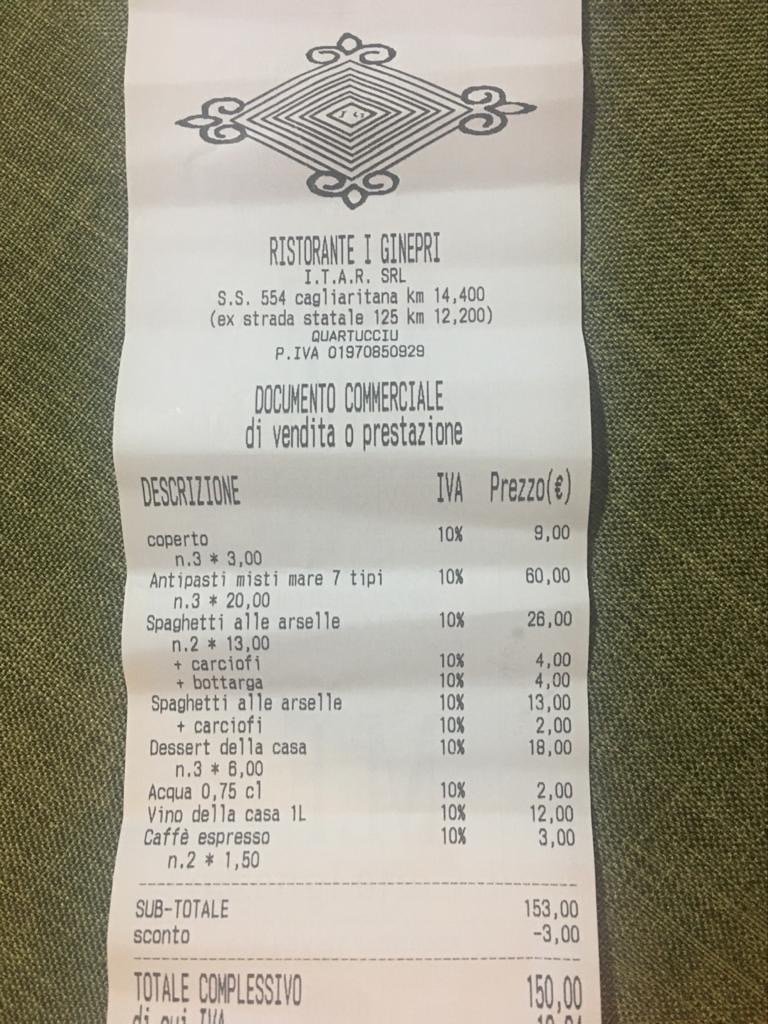 I G
RISTORANTE I GINEPRI
I.T.A.R. SRL
S.S. 554 cagliaritana km 14,400
(ex strada statale 125 km 12,200)
QUARTUCCIU
P.IVA 01970850929
DOCUMENTO COMMERCIALE
di vendita o prestazione
DESCRIZIONE IVA Prezzo(€)
coperto 10% 9,00
n.3 * 3,00
Antipasti misti mare 7 tipi 10% 60,00
n.3 * 20,00
Spaghetti alle arselle 10% 26,00
n.2 * 13,00
+ carciofi 10% 4,00
+ bottarga 10% 4,00
Spaghetti alle arselle 10% 13,00
+ carciofi 10% 2,00
Dessert della casa 10% 18,00
n.3 * 6,00
Acqua 0,75 cl 10% 2,00
Vino della casa 1L 10% 12,00
Caffè espresso 10% 3,00
n.2 * 1,50
SUB-TOTALE 153,00
sconto -3,00
TOTALE COMPLESSIVO 150,00
di cui IVA